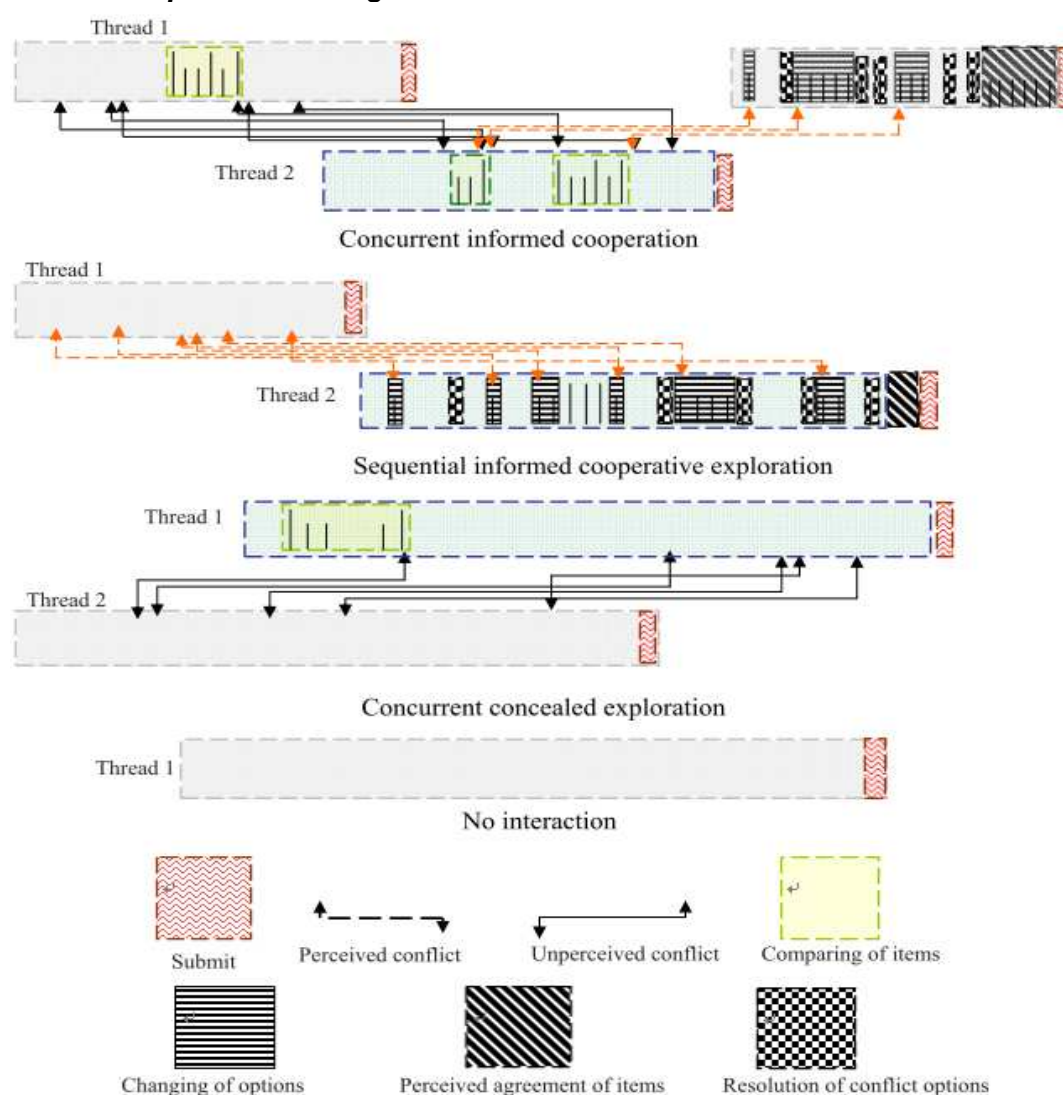 Thread 1
Thread 2
Concurrent informed cooperation
Thread 1
Thread 2
Sequential informed cooperative exploration
Thread 1
Thread 2
Concurrent concealed exploration
Thread 1
No interaction
Submit
Perceived conflict
Unperceived conflict
Comparing of items
Changing of options
Perceived agreement of items
Resolution of conflict options